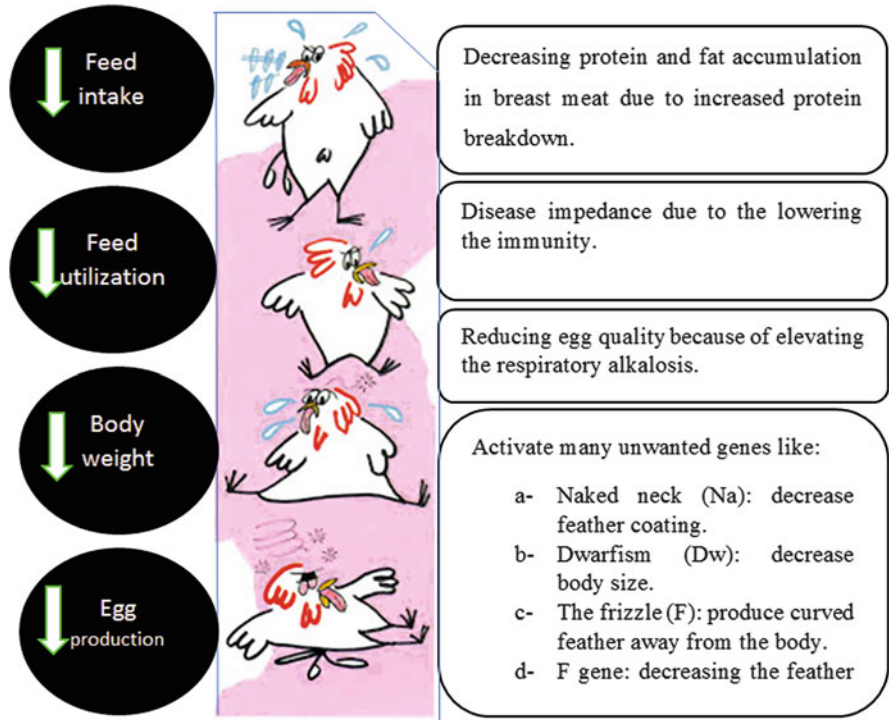 Feed
intake
Feed
utilization
Body
weight
Egg
production
Decreasing protein and fat accumulation
in breast meat due to increased protein
breakdown.
Disease impedance due to the lowering
the immunity.
Reducing egg quality because of elevating
the respiratory alkalosis.
Activate many unwanted genes like:
a- Naked neck (Na): decrease
feather coating.
b- Dwarfism (Dw): decrease
body size.
c- The frizzle (F): produce curved
feather away from the body.
d- F gene: decreasing the feather